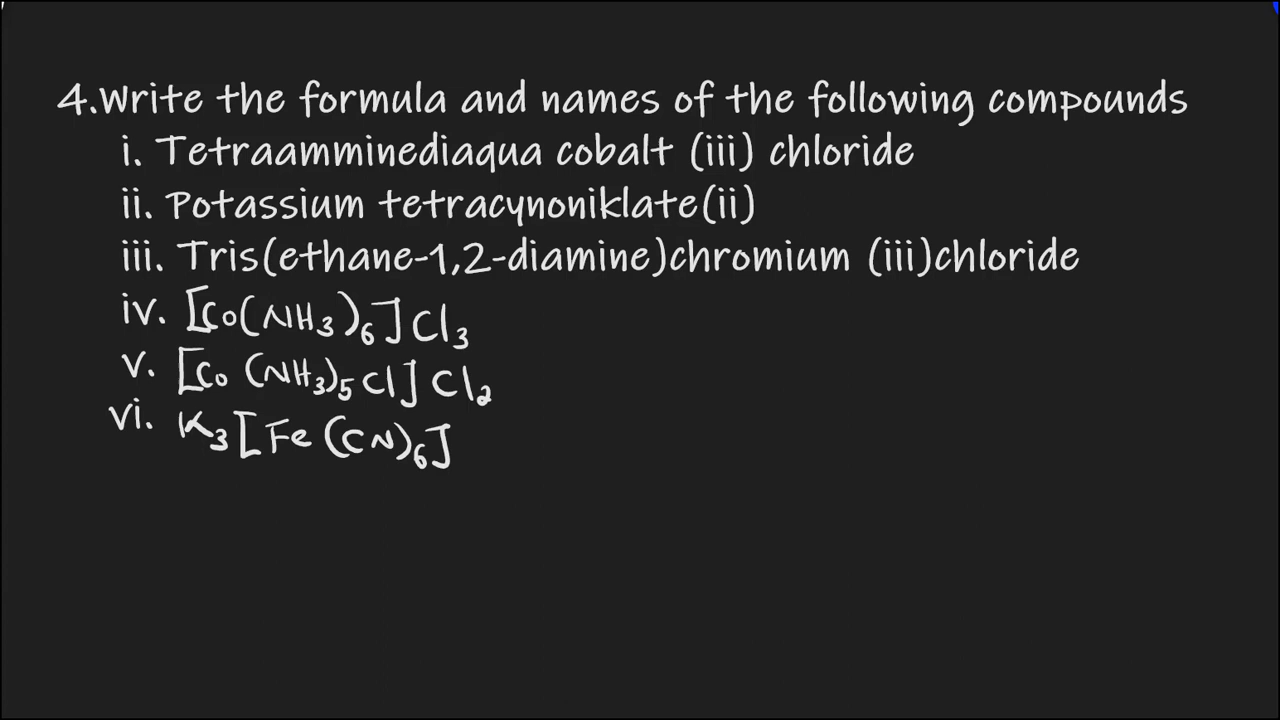 4.Write the formula and names of the following compounds
i. Tetraamminediaqua cobalt (iii) chloride
ii. Potassium tetracynoniklate(ii)
iii. Tris(ethane-1,2-diamine)chromium (iii)chloride
iv. [Co(NH₃)₆]Cl₃
v. [Co (NH₃)₅Cl]Cl₂
vi. K₃[Fe(CN)₆]